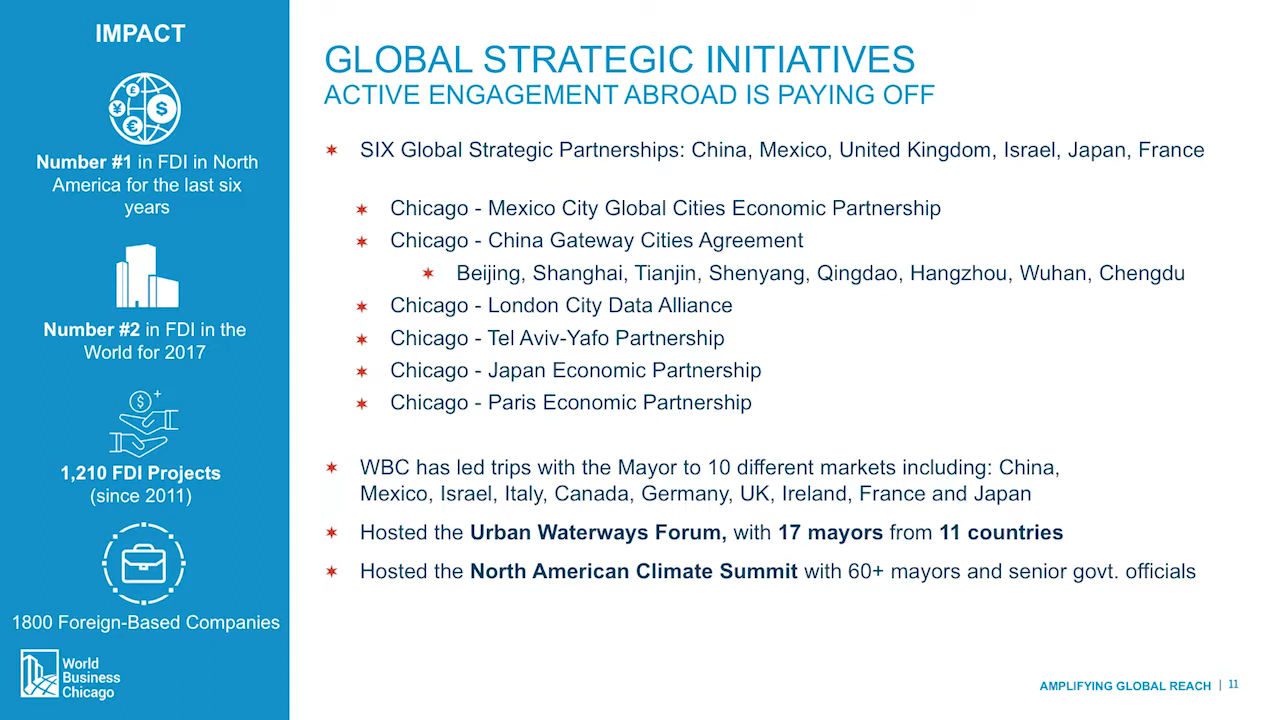 IMPACT
Number #1 in FDI in North
America for the last six
years
Number #2 in FDI in the
World for 2017
1,210 FDI Projects
(since 2011)
1800 Foreign-Based Companies
World
Business
Chicago
GLOBAL STRATEGIC INITIATIVES
ACTIVE ENGAGEMENT ABROAD IS PAYING OFF
SIX Global Strategic Partnerships: China, Mexico, United Kingdom, Israel, Japan, France
Chicago - Mexico City Global Cities Economic Partnership
Chicago - China Gateway Cities Agreement
Beijing, Shanghai, Tianjin, Shenyang, Qingdao, Hangzhou, Wuhan, Chengdu
Chicago - London City Data Alliance
Chicago - Tel Aviv-Yafo Partnership
Chicago - Japan Economic Partnership
Chicago - Paris Economic Partnership
WBC has led trips with the Mayor to 10 different markets including: China,
Mexico, Israel, Italy, Canada, Germany, UK, Ireland, France and Japan
Hosted the Urban Waterways Forum, with 17 mayors from 11 countries
Hosted the North American Climate Summit with 60+ mayors and senior govt. officials
AMPLIFYING GLOBAL REACH | 11